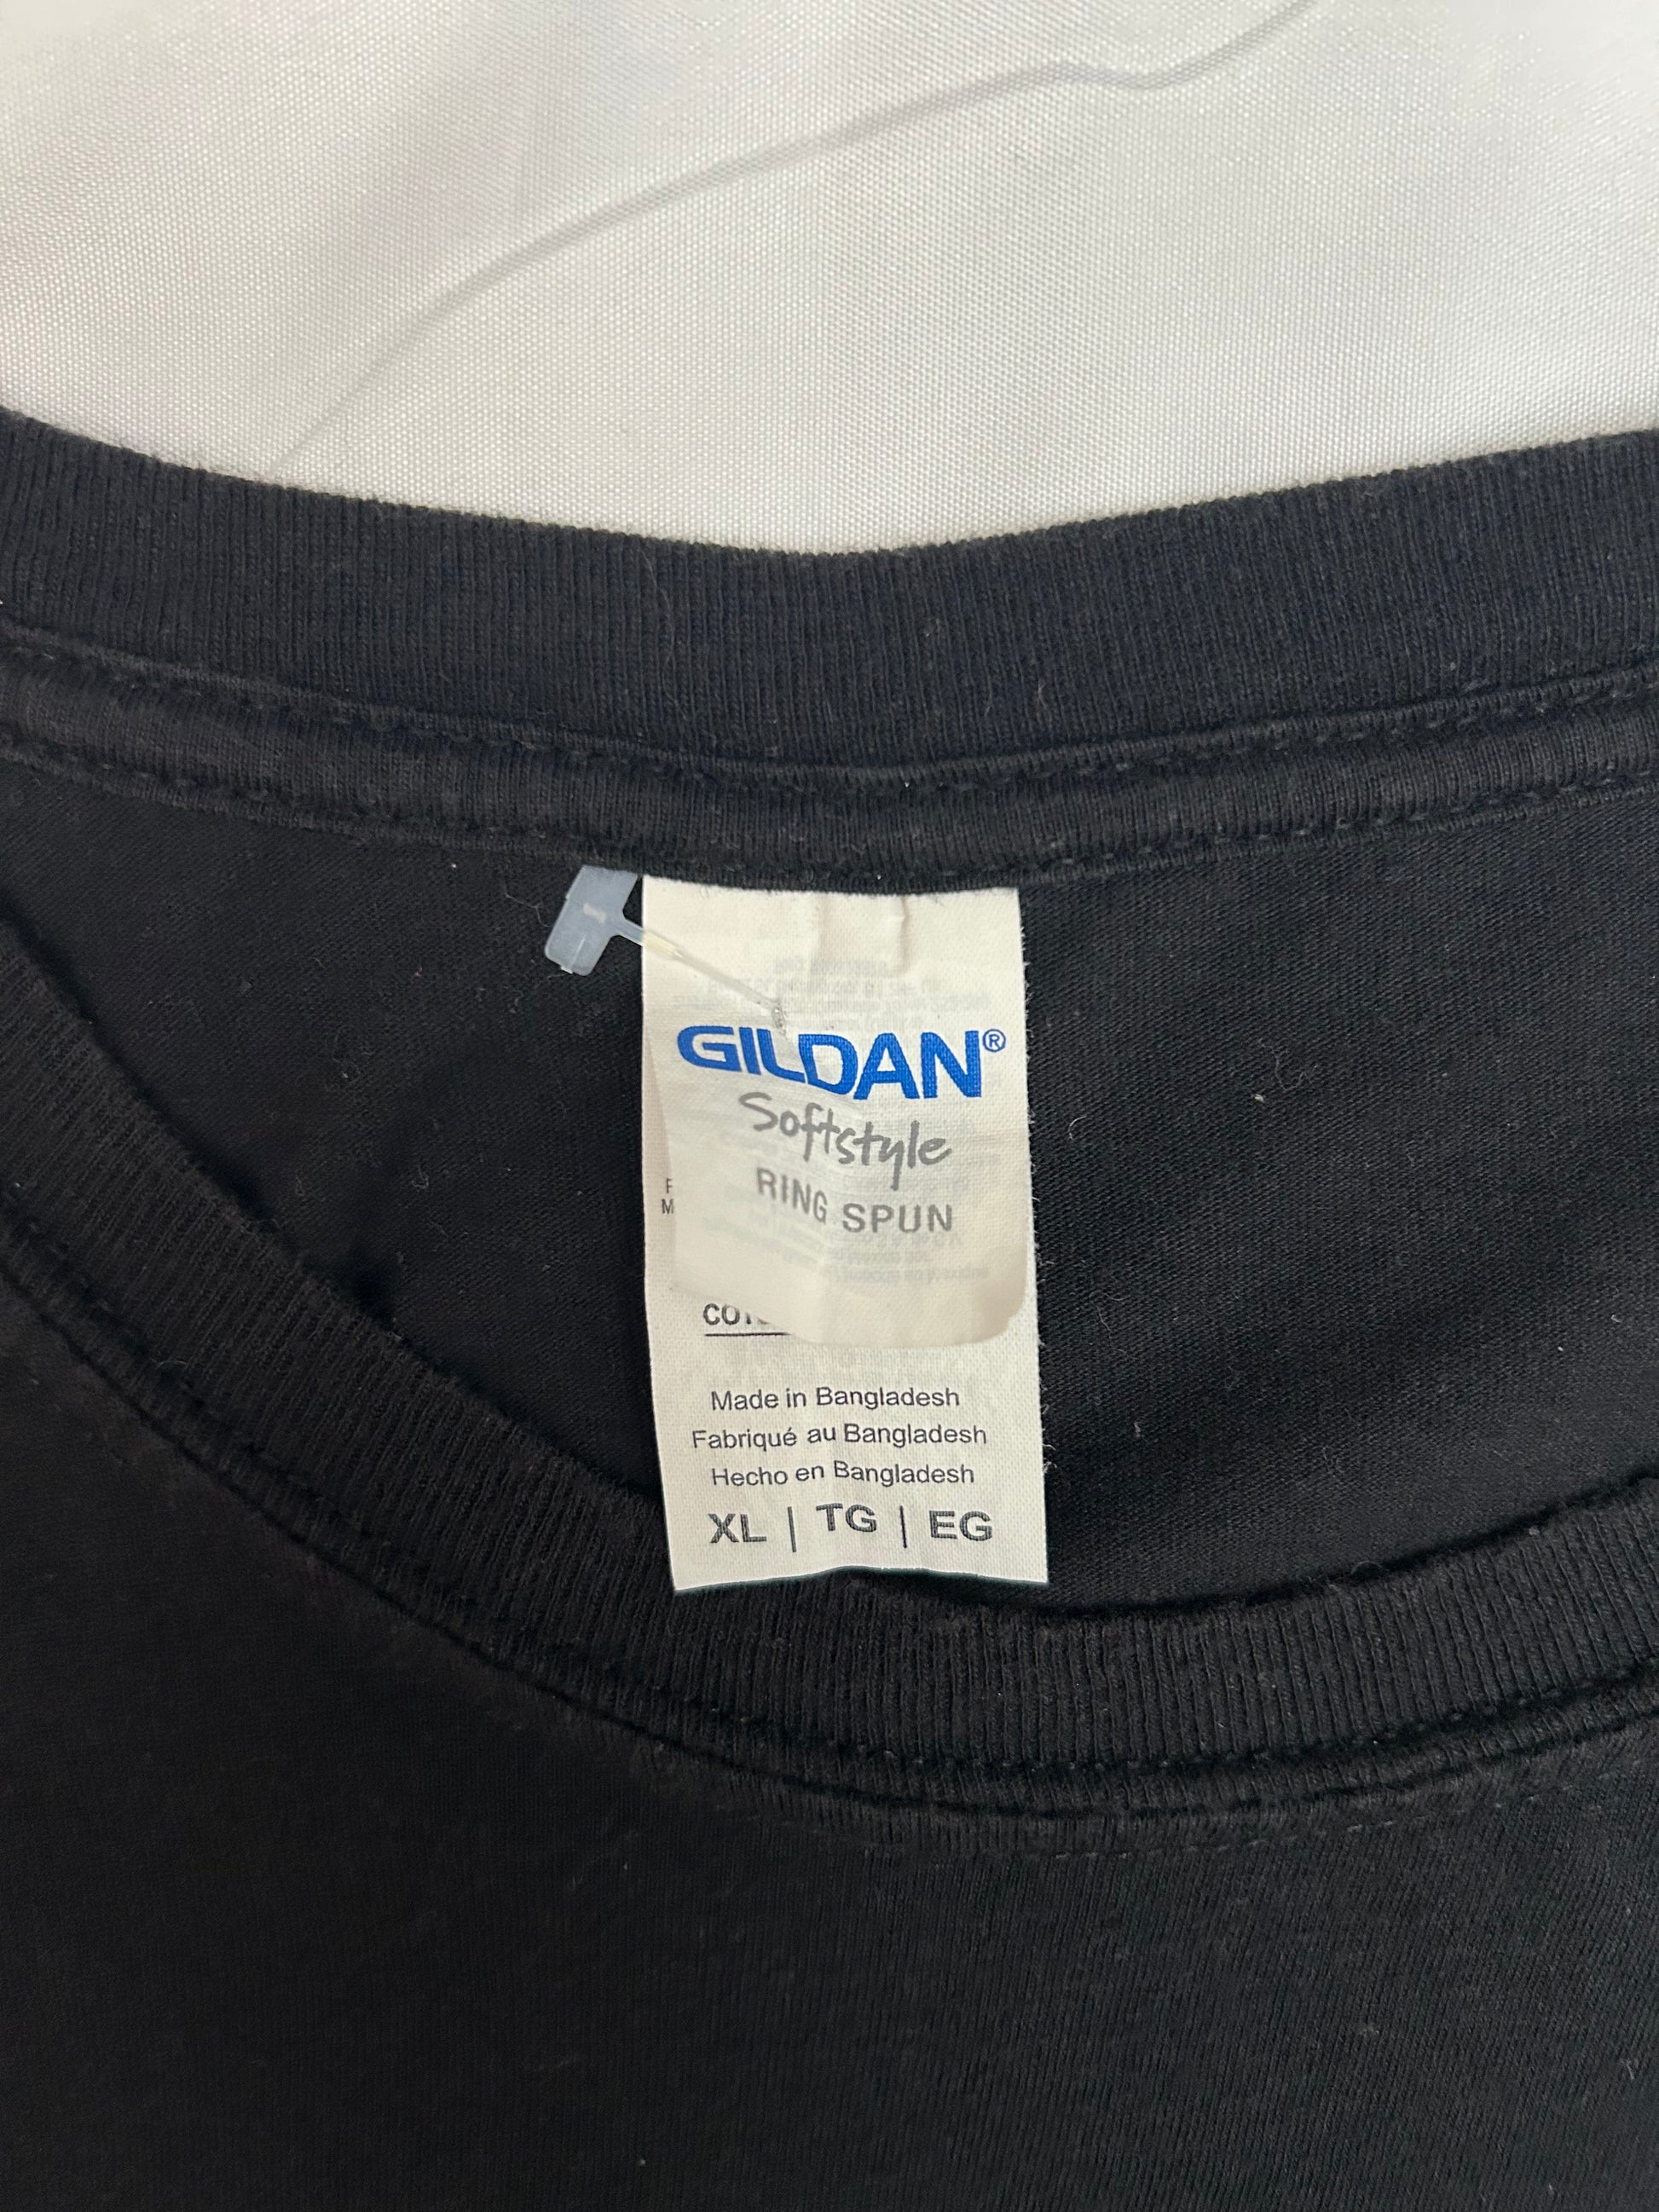 GILDAN®
Softstyle
RING SPUN
Made in Bangladesh
Fabriqué au Bangladesh
Hecho en Bangladesh
XL | TG | EG